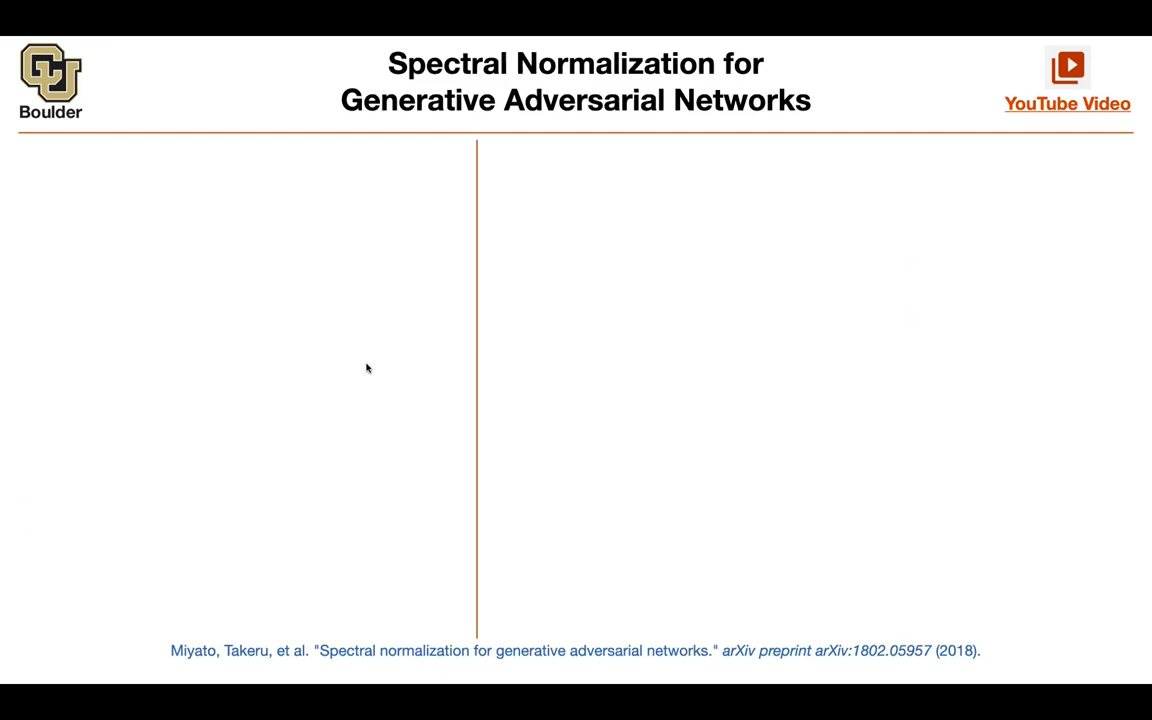 Spectral Normalization for
Generative Adversarial Networks
CU
Boulder
YouTube Video
Miyato, Takeru, et al. "Spectral normalization for generative adversarial networks." arXiv preprint arXiv:1802.05957 (2018).